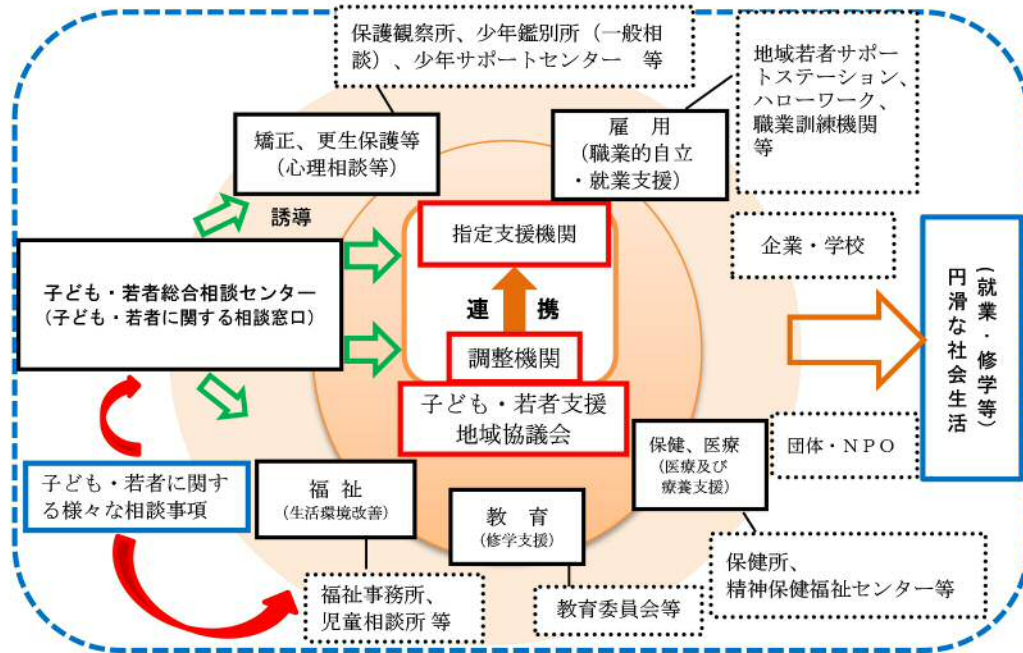 保護観察所、少年鑑別所（一般相
談）、少年サポートセンター　等
地域若者サポー
トステーション、
ハローワーク、
職業訓練機関
等
矯正、更生保護等
（心理相談等）
雇　用
（職業的自立
・就業支援）
誘導
指定支援機関
企業・学校
子ども・若者総合相談センター
（子ども・若者に関する相談窓口）
連　携
調整機関
子ども・若者支援
地域協議会
円滑な社会生活
（就業・修学等）
子ども・若者に関す
る様々な相談事項
福 祉
（生活環境改善）
教　育
（修学支援）
保健、医療
（医療及び
療養支援）
団体・ＮＰＯ
福祉事務所、
児童相談所 等
教育委員会等
保健所、
精神保健福祉センター等